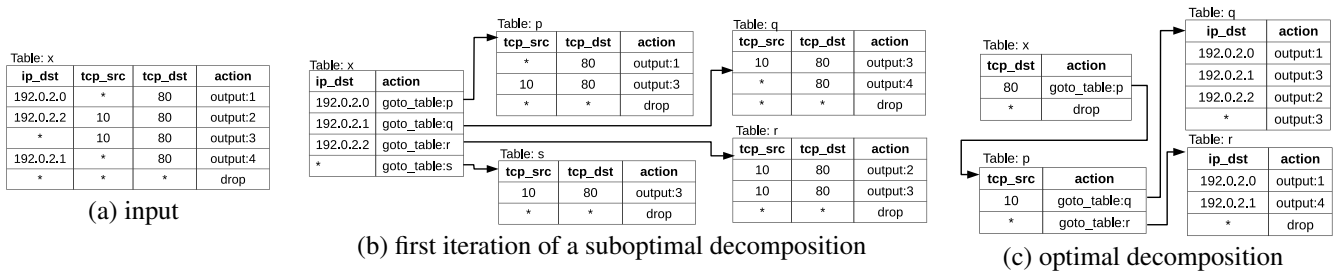 Table: x
ip_dst tcp_src tcp_dst action
192.0.2.0 * 80 output:1
192.0.2.2 10 80 output:2
* 10 80 output:3
192.0.2.1 * 80 output:4
* * * drop
(a) input
Table: x
ip_dst action
192.0.2.0 goto_table:p
192.0.2.1 goto_table:q
192.0.2.2 goto_table:r
* goto_table:s
Table: p
tcp_src tcp_dst action
* 80 output:1
10 80 output:3
* * drop
Table: s
tcp_src tcp_dst action
10 80 output:3
* * drop
Table: q
tcp_src tcp_dst action
10 80 output:3
* 80 output:4
* * drop
Table: r
tcp_src tcp_dst action
10 80 output:2
10 80 output:3
* * drop
(b) first iteration of a suboptimal decomposition
Table: x
tcp_dst action
80 goto_table:p
* drop
Table: p
tcp_src action
10 goto_table:q
* goto_table:r
Table: q
ip_dst action
192.0.2.0 output:1
192.0.2.1 output:3
192.0.2.2 output:2
* output:3
Table: r
ip_dst action
192.0.2.0 output:1
192.0.2.1 output:4
* drop
(c) optimal decomposition